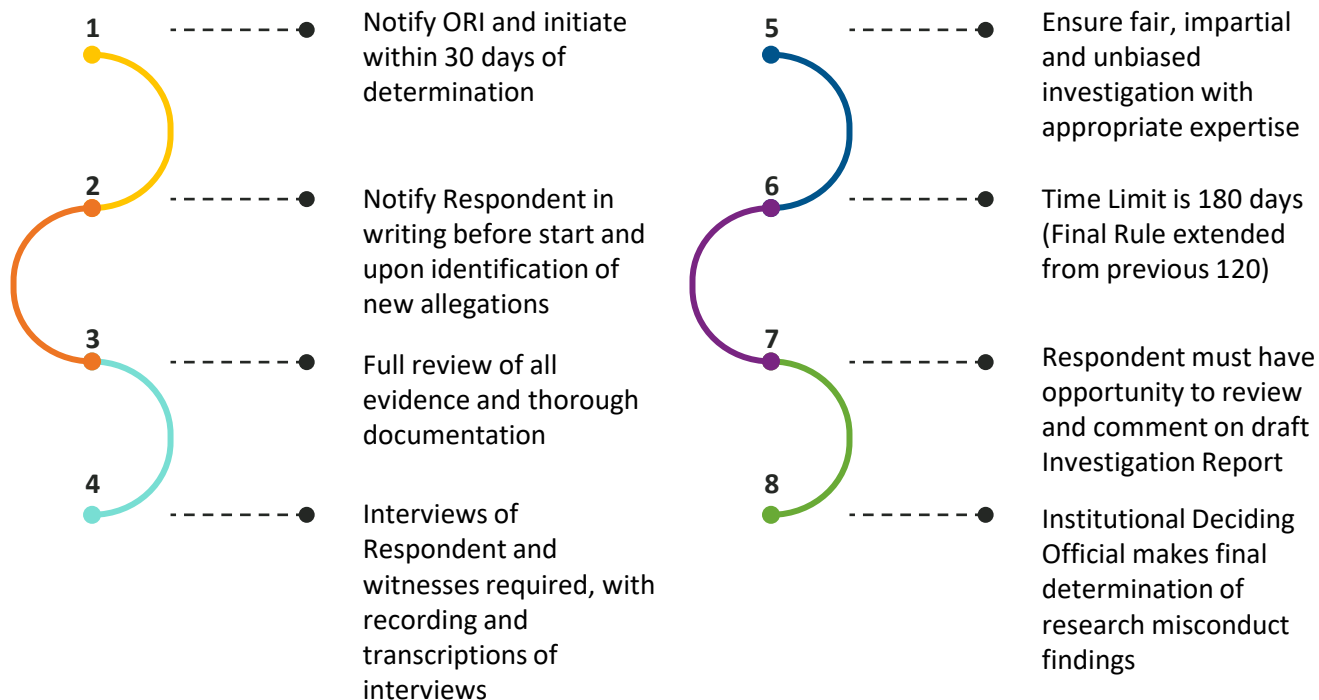 1
Notify ORI and initiate
within 30 days of
determination
2
Notify Respondent in
writing before start and
upon identification of
new allegations
3
Full review of all
evidence and thorough
documentation
4
Interviews of
Respondent and
witnesses required, with
recording and
transcriptions of
interviews
5
Ensure fair, impartial
and unbiased
investigation with
appropriate expertise
6
Time Limit is 180 days
(Final Rule extended
from previous 120)
7
Respondent must have
opportunity to review
and comment on draft
Investigation Report
8
Institutional Deciding
Official makes final
determination of
research misconduct
findings